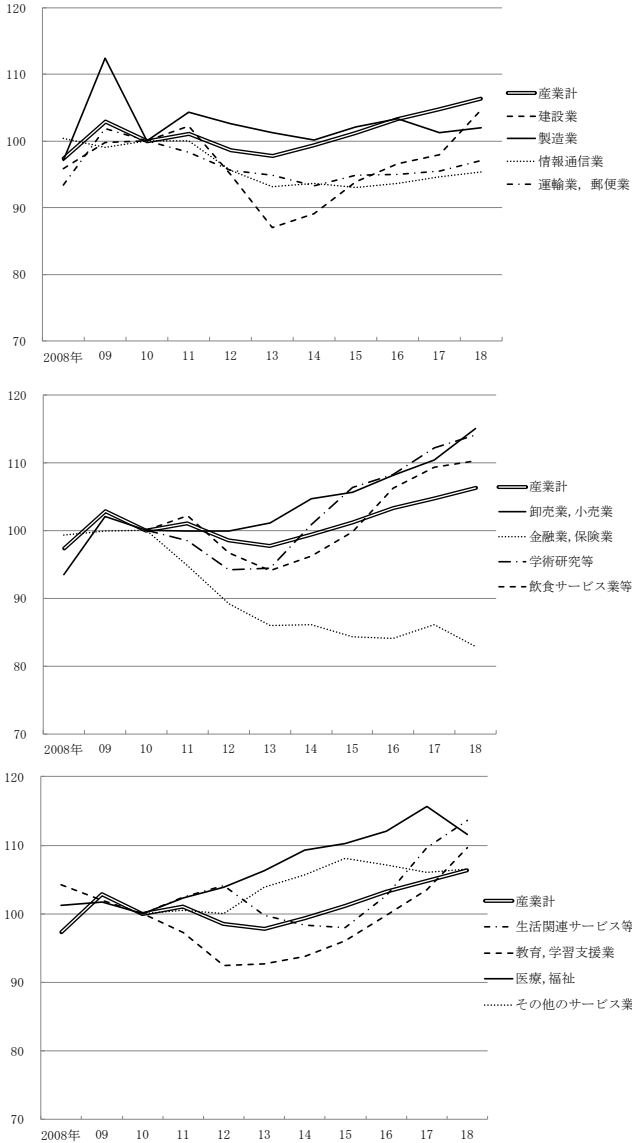 120
110
100
90
80
70
2008年 09 10 11 12 13 14 15 16 17 18
産業計
建設業
製造業
情報通信業
運輸業，郵便業
120
110
100
90
80
70
2008年 09 10 11 12 13 14 15 16 17 18
産業計
卸売業,小売業
金融業,保険業
学術研究等
飲食サービス業等
120
110
100
90
80
70
2008年 09 10 11 12 13 14 15 16 17 18
産業計
生活関連サービス等
教育,学習支援業
医療,福祉
その他のサービス業